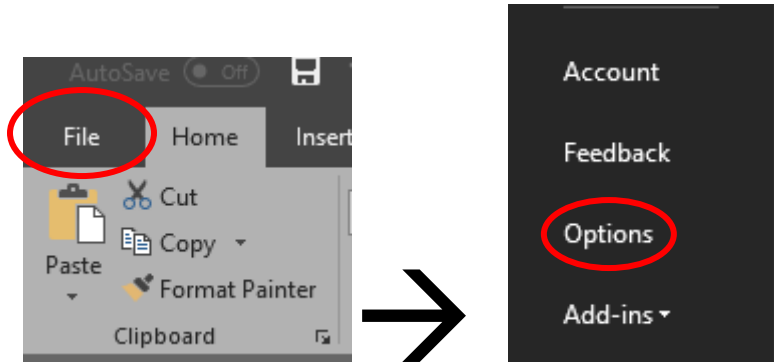 AutoSave Off
File Home Insert
Cut
Copy
Paste
Format Painter
Clipboard
Account
Feedback
Options
Add-ins